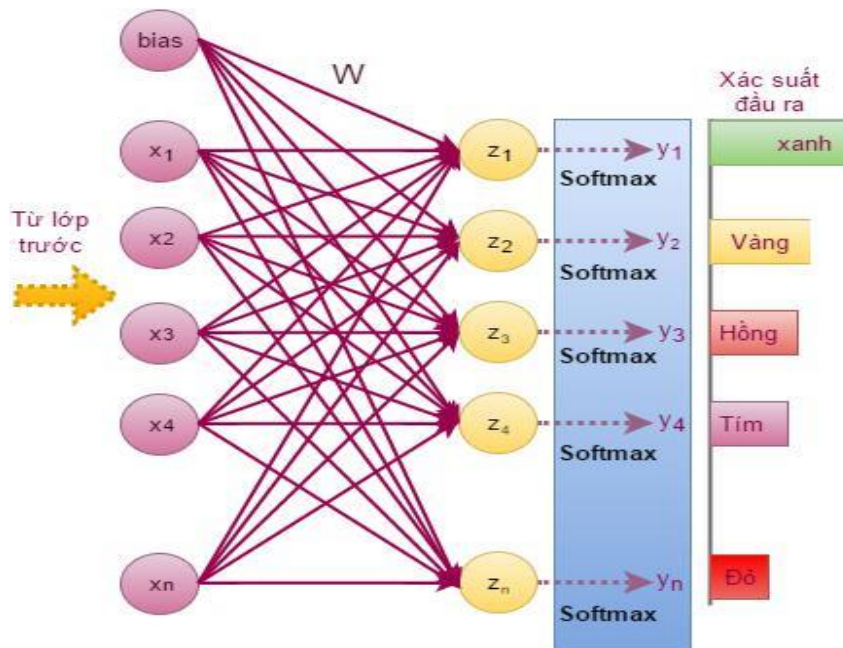 bias
W
Xác suất
đầu ra
x1
z1
y1
xanh
Softmax
Từ lớp
trước
x2
z2
y2
Vàng
Softmax
x3
z3
y3
Hồng
Softmax
x4
z4
y4
Tím
Softmax
xn
zn
yn
Đỏ
Softmax